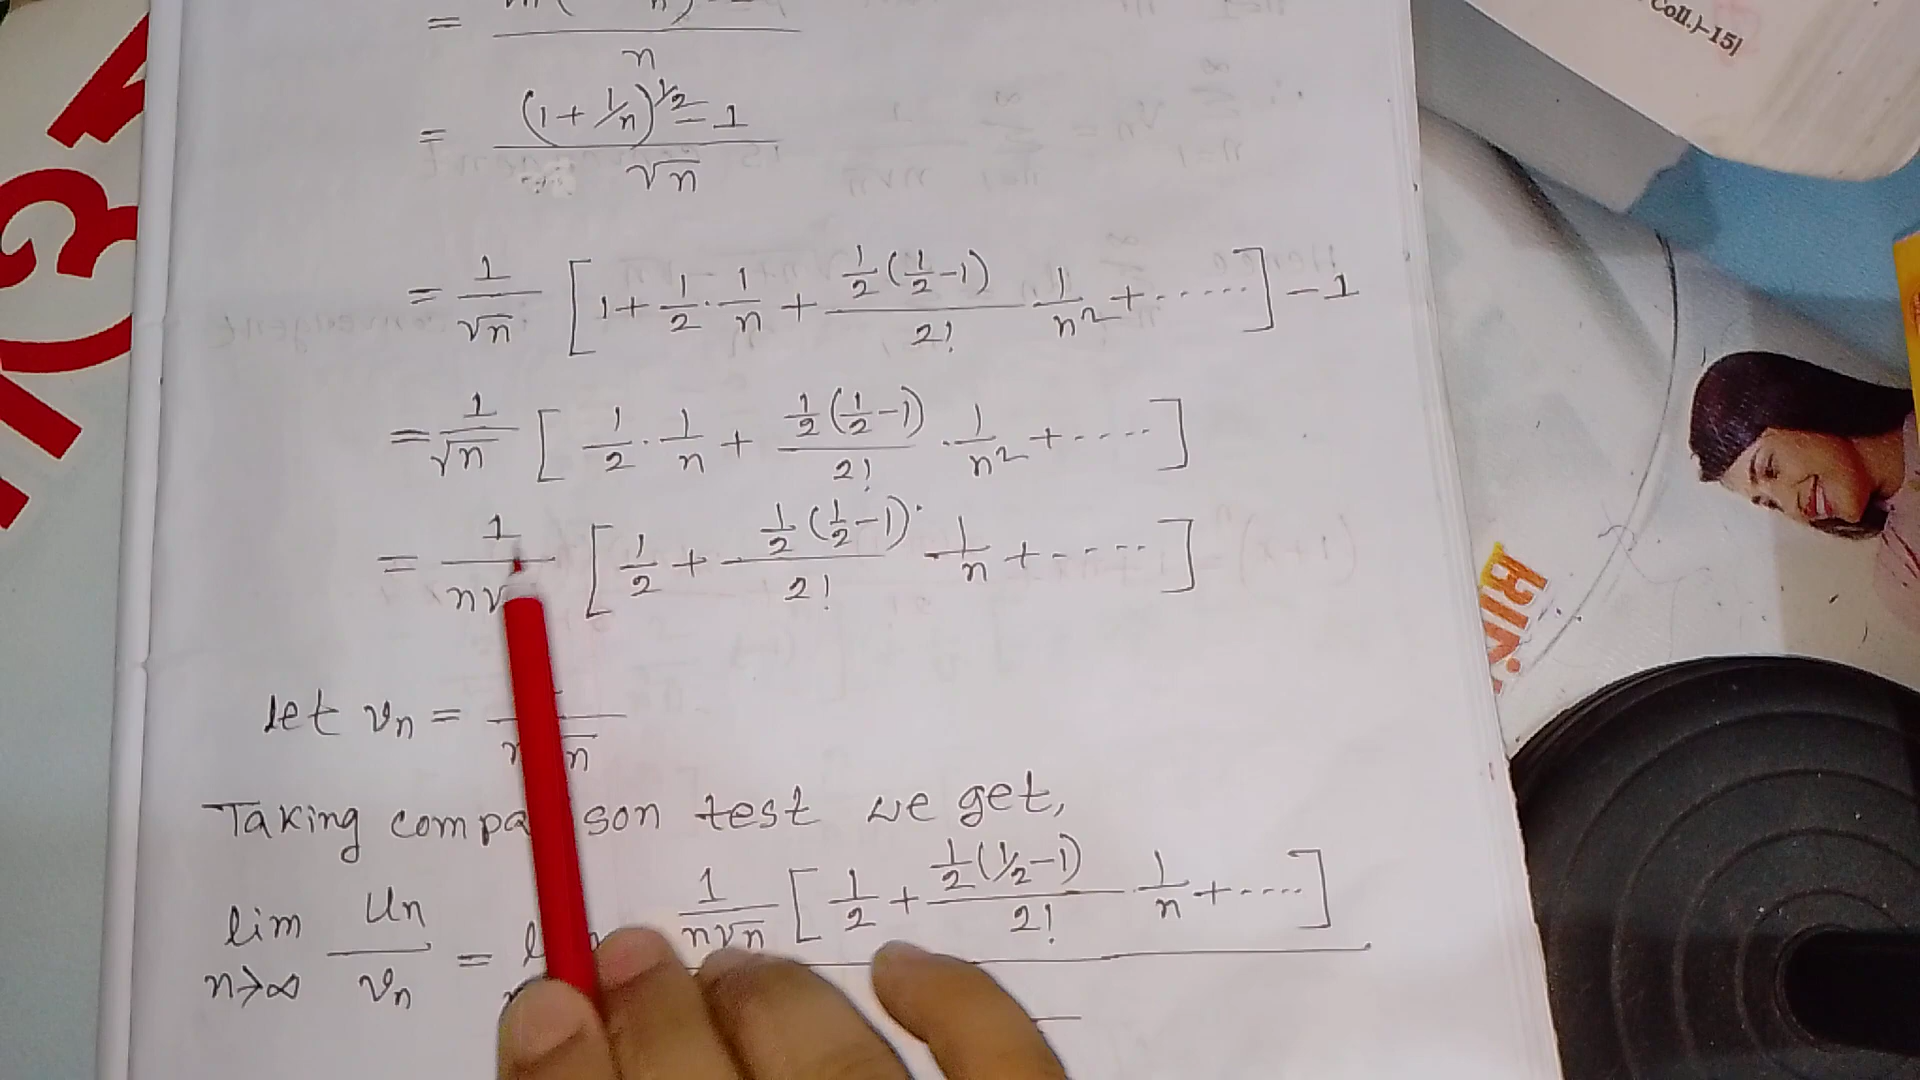 = / n
= ((1 + 1/n)^1/2 - 1) / √n
= 1/√n [1 + 1/2 · 1/n + (1/2(1/2 - 1))/2! · 1/n² + ......] - 1
= 1/√n [1/2 · 1/n + (1/2(1/2 - 1))/2! · 1/n² + ....]
= 1/n√ [1/2 + (1/2(1/2 - 1))/2! · 1/n + .....]
let vn = / n
Taking compa son test we get,
lim n→∞ Un/vn = 1/n√n [1/2 + (1/2(1/2 - 1))/2! · 1/n + ....]
Coll.)-15]